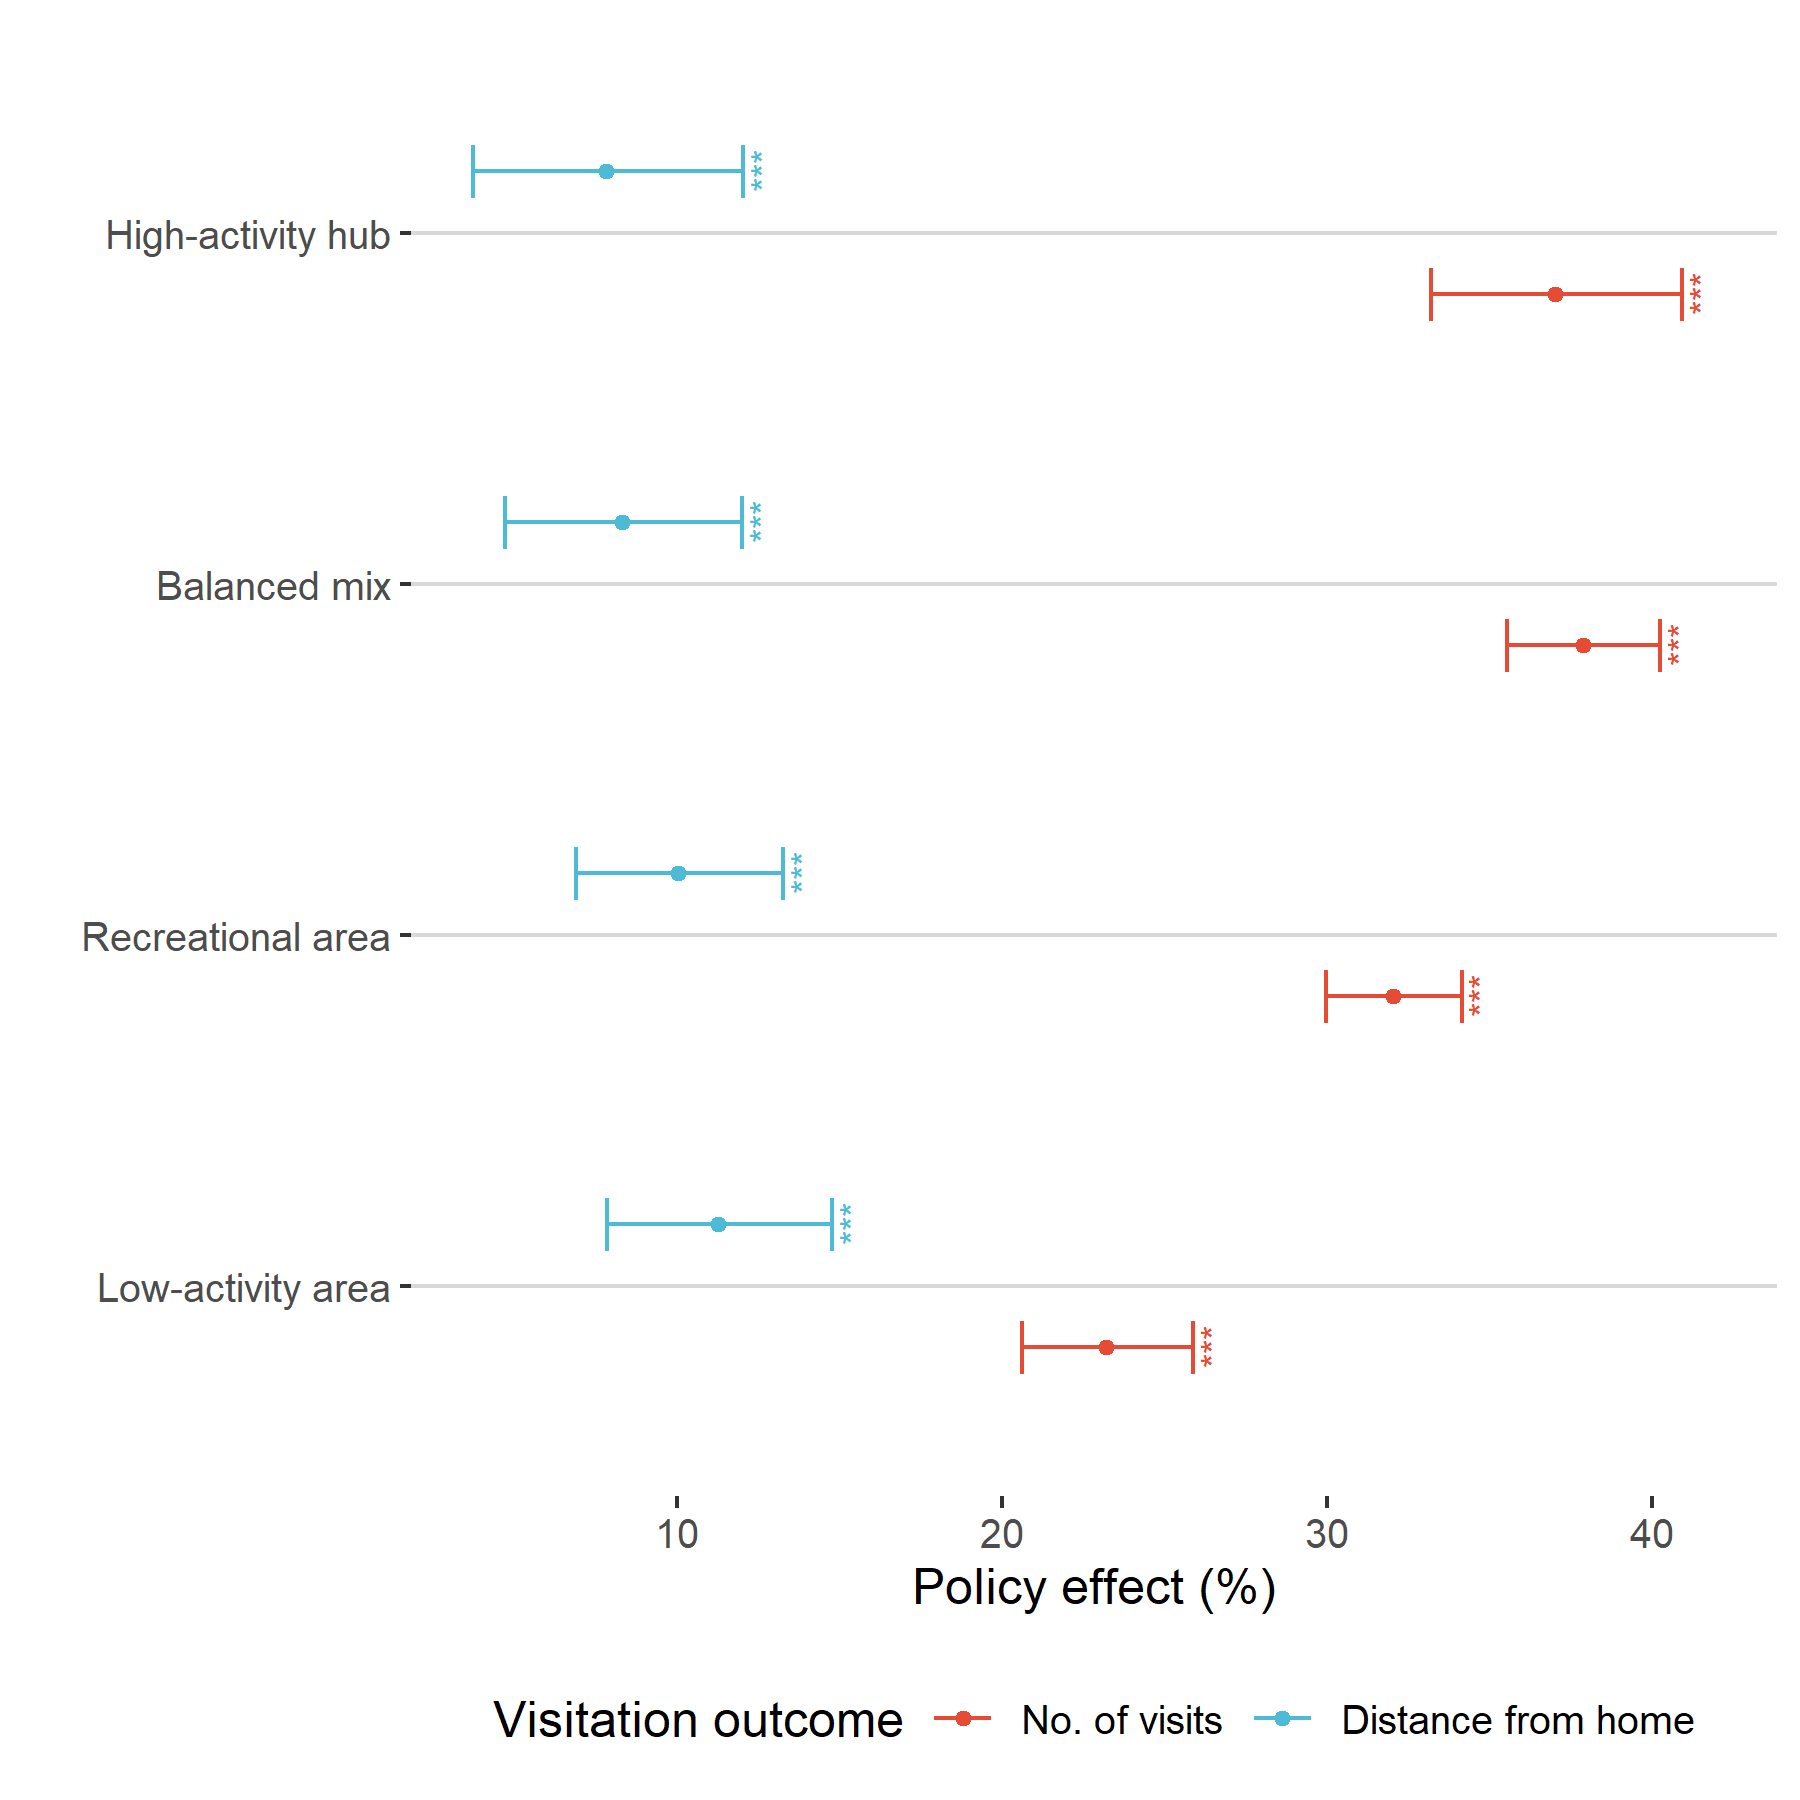 ***
High-activity hub
***
***
Balanced mix
***
***
Recreational area
***
***
Low-activity area
***
10 20 30 40
Policy effect (%)
Visitation outcome No. of visits Distance from home